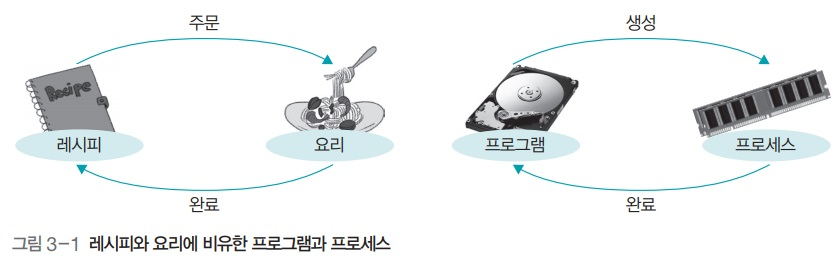 주문
생성
Recipe
레시피
요리
프로그램
프로세스
완료
완료
그림 3-1 레시피와 요리에 비유한 프로그램과 프로세스